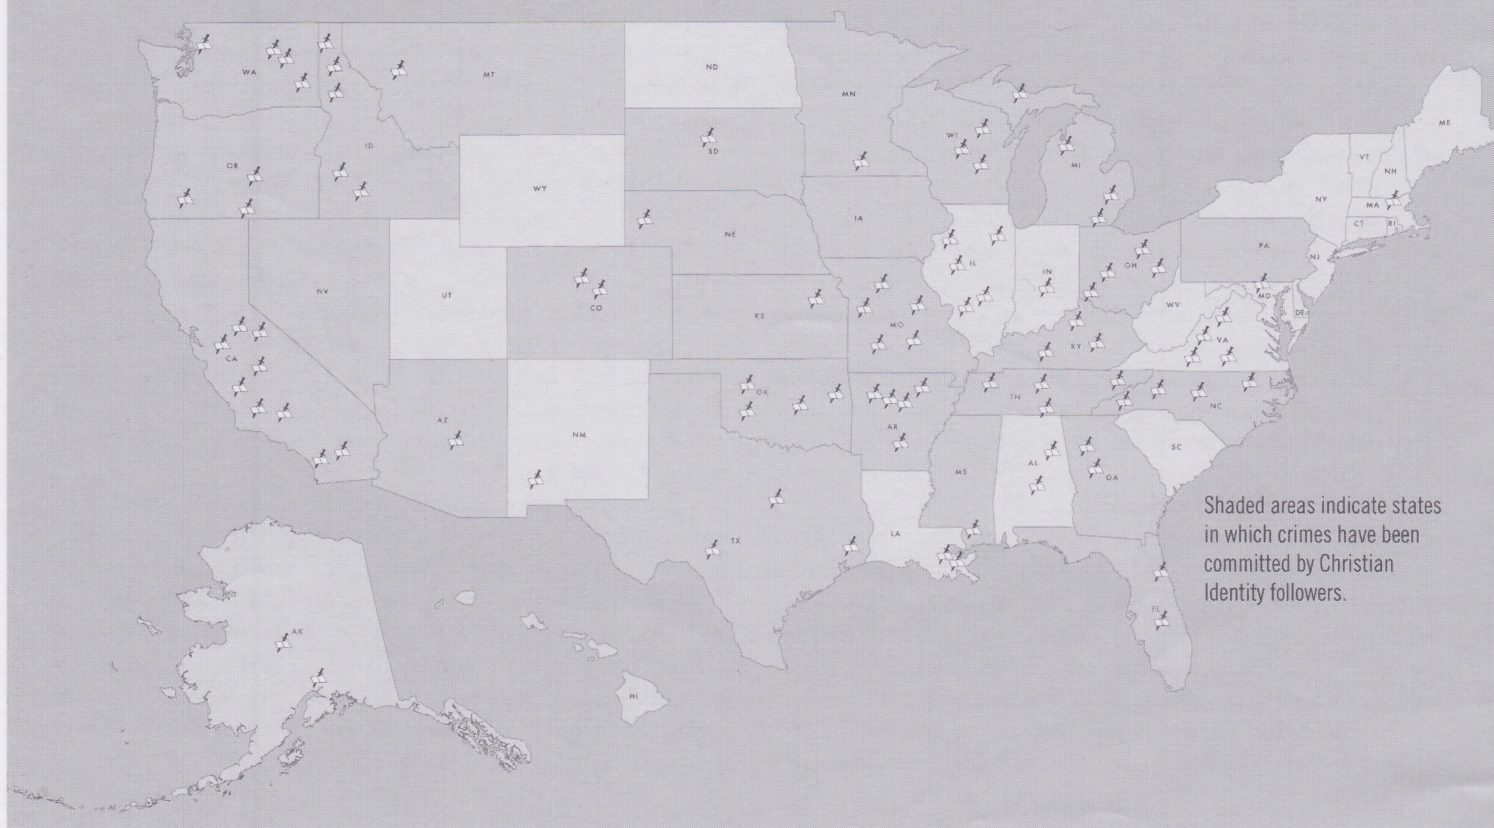 WA
MT
ND
MN
ME
OR
ID
SD
WI
MI
VT
NH
WY
NY
MA
CT
RI
NE
IA
PA
NV
UT
CO
KS
IL
IN
OH
NJ
MD
DE
WV
VA
CA
MO
KY
AZ
NM
OK
AR
TN
NC
MS
AL
GA
SC
TX
LA
FL
AK
HI
Shaded areas indicate states
in which crimes have been
committed by Christian
Identity followers.